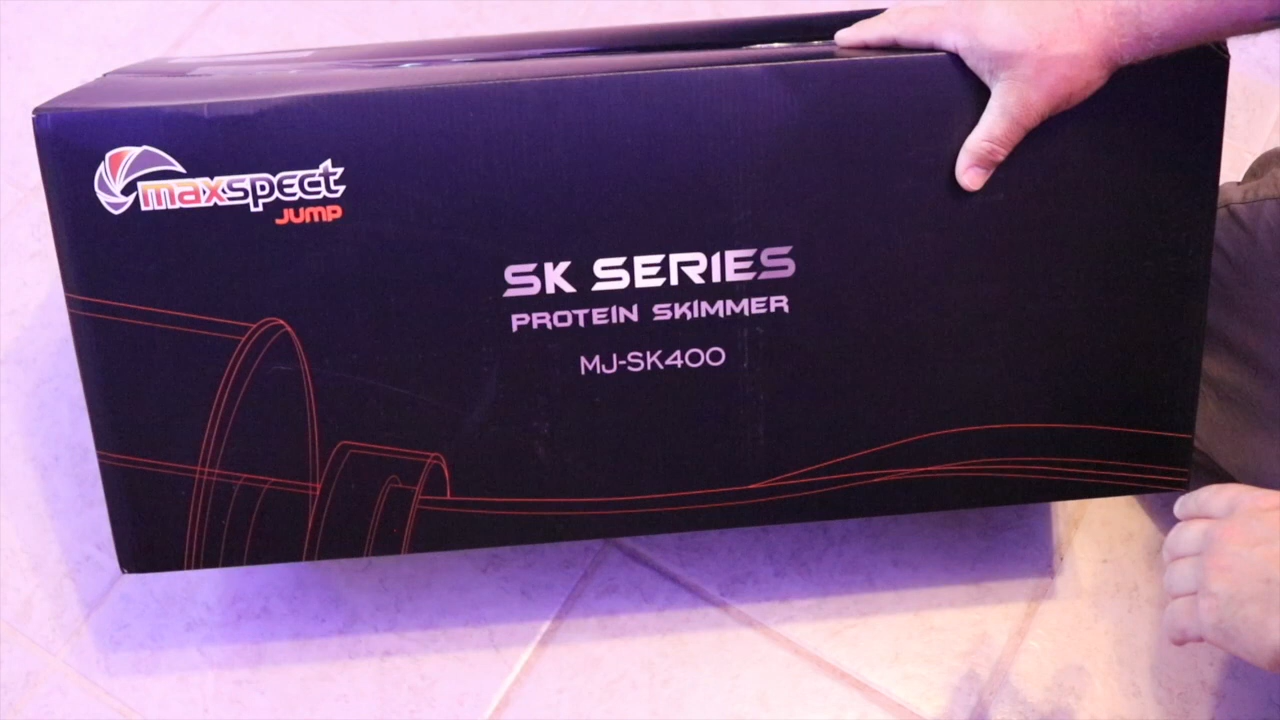 maxspect
JUMP
SK SERIES
PROTEIN SKIMMER
MJ-SK400